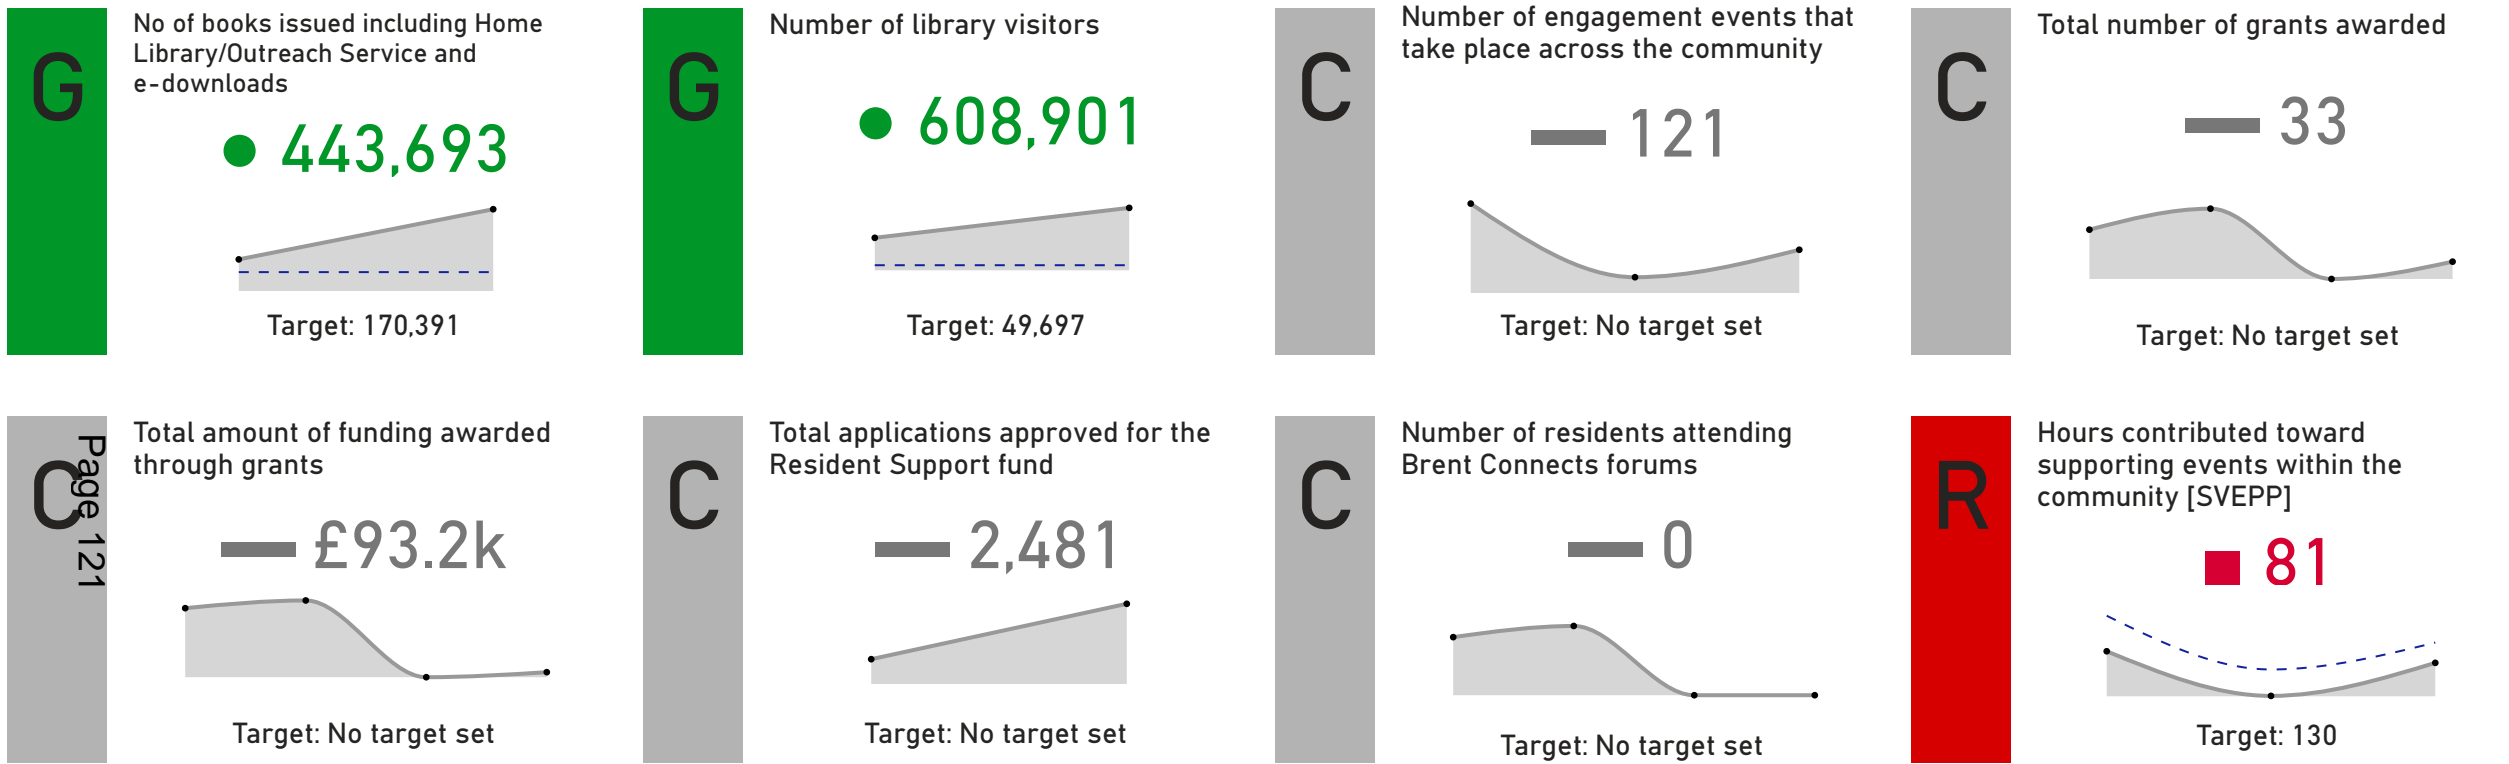 G
No of books issued including Home
Library/Outreach Service and
e-downloads
443,693
Target: 170,391
G
Number of library visitors
608,901
Target: 49,697
C
Number of engagement events that
take place across the community
121
Target: No target set
C
Total number of grants awarded
33
Target: No target set
C
Page 121
Total amount of funding awarded
through grants
£93.2k
Target: No target set
C
Total applications approved for the
Resident Support fund
2,481
Target: No target set
C
Number of residents attending
Brent Connects forums
0
Target: No target set
R
Hours contributed toward
supporting events within the
community [SVEPP]
81
Target: 130